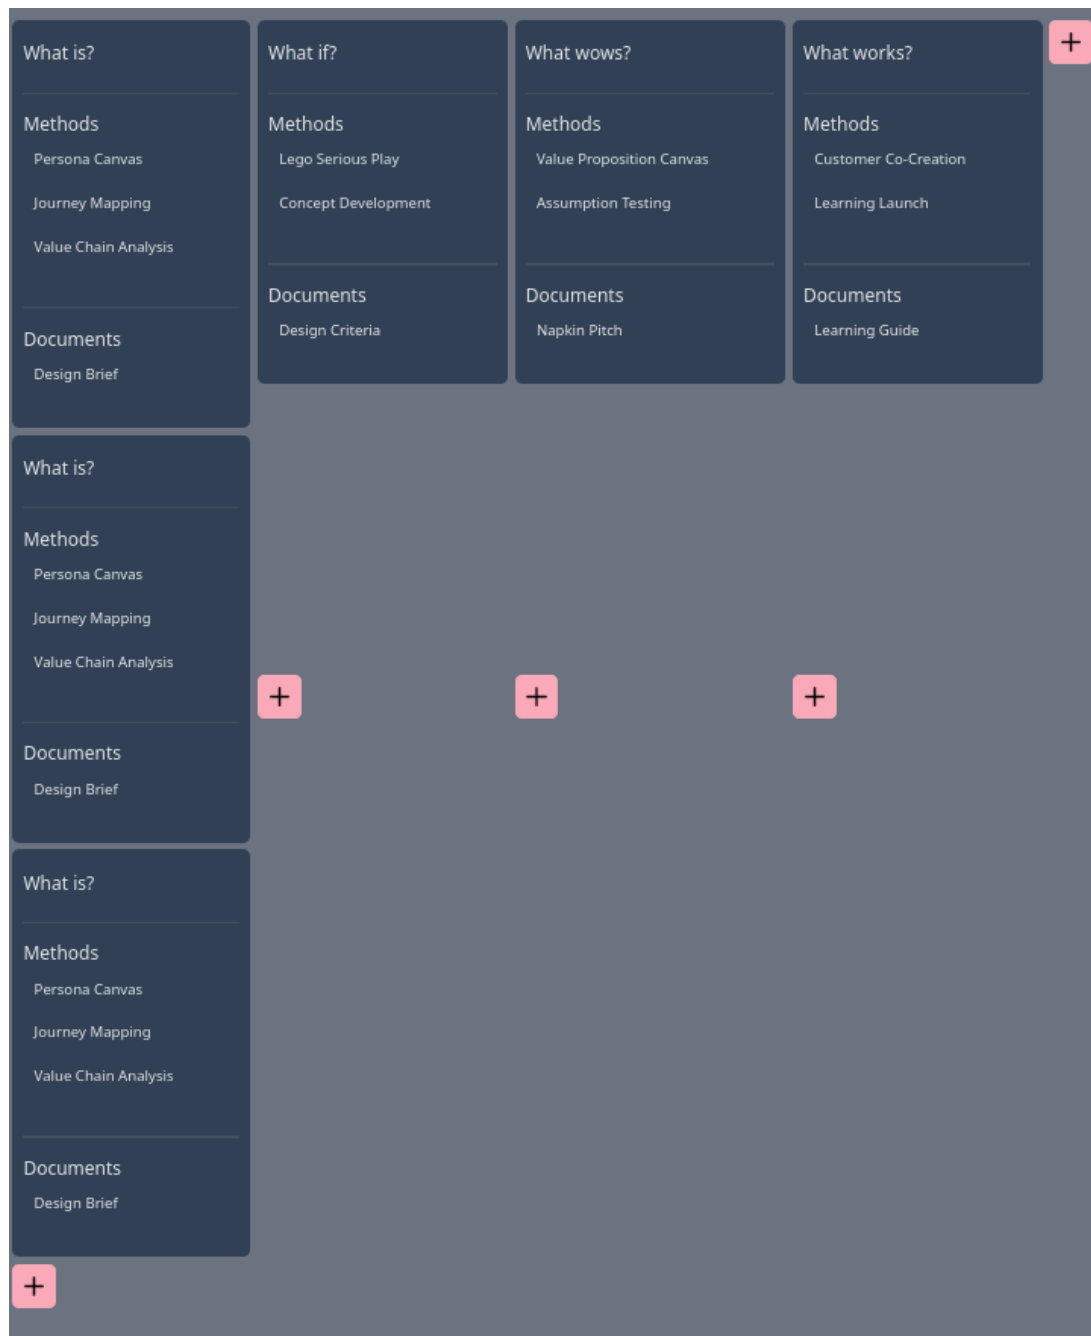 What is?
Methods
Persona Canvas
Journey Mapping
Value Chain Analysis
Documents
Design Brief
What if?
Methods
Lego Serious Play
Concept Development
Documents
Design Criteria
What wows?
Methods
Value Proposition Canvas
Assumption Testing
Documents
Napkin Pitch
What works?
Methods
Customer Co-Creation
Learning Launch
Documents
Learning Guide
+
What is?
Methods
Persona Canvas
Journey Mapping
Value Chain Analysis
Documents
Design Brief
+
+
+
What is?
Methods
Persona Canvas
Journey Mapping
Value Chain Analysis
Documents
Design Brief
+